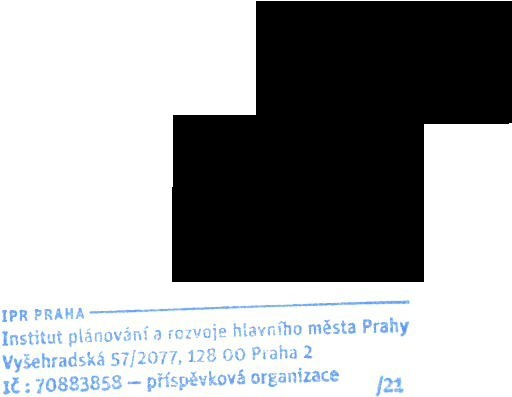 IPR PRAHA
Institut plánování a rozvoje hlavního města Prahy
Vyšehradská 57/2077, 128 00 Praha 2
IČ : 70883858 — příspěvková organizace /21